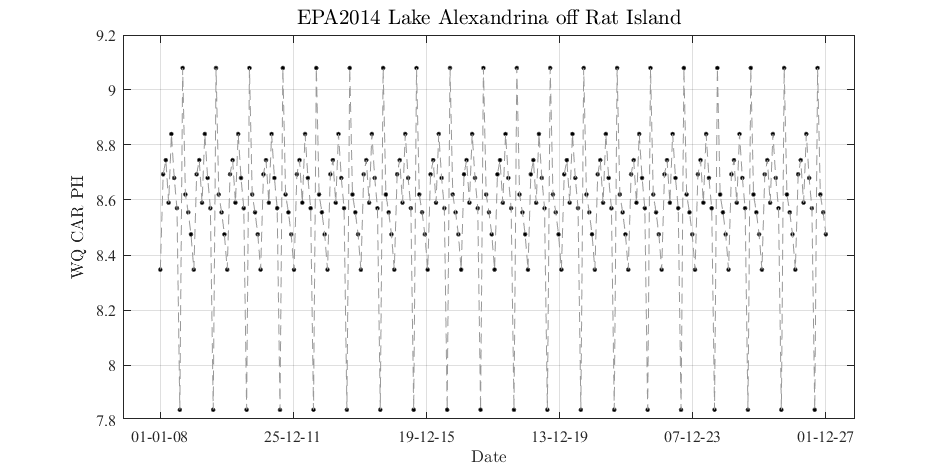 EPA2014 Lake Alexandrina off Rat Island
9.2
9
8.8
8.6
8.4
8.2
8
7.8
WQ CAR PH
01-01-08 25-12-11 19-12-15 13-12-19 07-12-23 01-12-27
Date